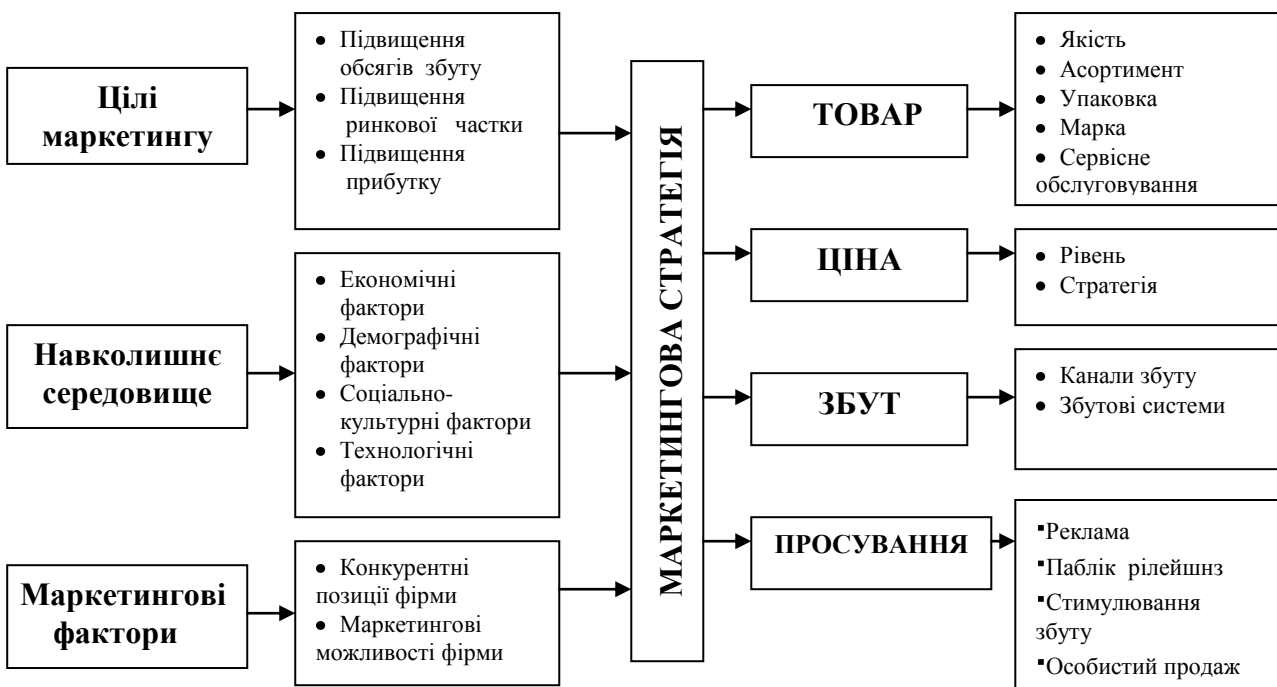 Цілі
маркетингу
• Підвищення
обсягів збуту
• Підвищення
ринкової частки
• Підвищення
прибутку
Навколишнє
середовище
• Економічні
фактори
• Демографічні
фактори
• Соціально-
культурні фактори
• Технологічні
фактори
Маркетингові
фактори
• Конкурентні
позиції фірми
• Маркетингові
можливості фірми
МАРКЕТИНГОВА СТРАТЕГІЯ
ТОВАР
• Якість
• Асортимент
• Упаковка
• Марка
• Сервісне
обслуговування
ЦІНА
• Рівень
• Стратегія
ЗБУТ
• Канали збуту
• Збутові системи
ПРОСУВАННЯ
▪Реклама
▪Паблік рілейшнз
▪Стимулювання
збуту
▪Особистий продаж